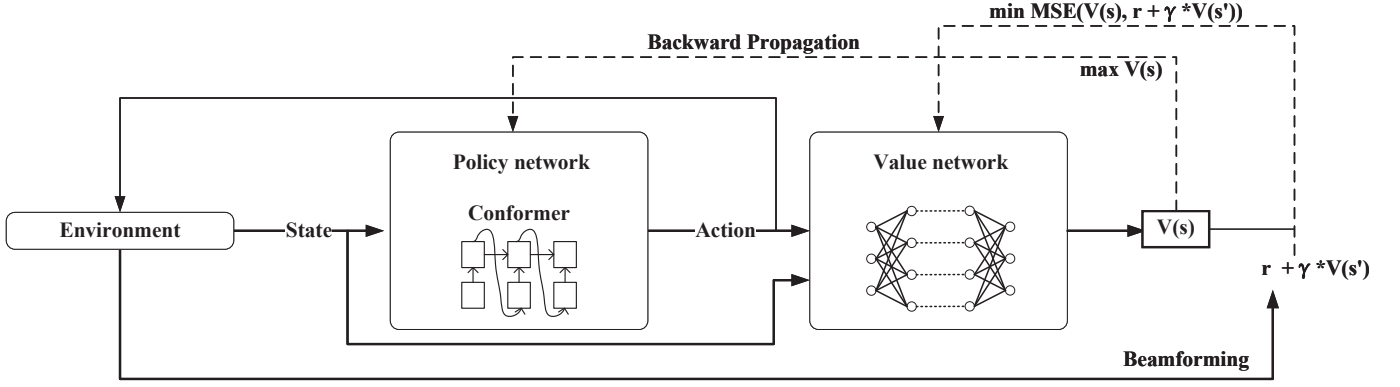 min MSE(V(s), r + γ *V(s'))
Backward Propagation
max V(s)
Policy network
Value network
Conformer
Environment
State
Action
V(s)
r + γ *V(s')
Beamforming